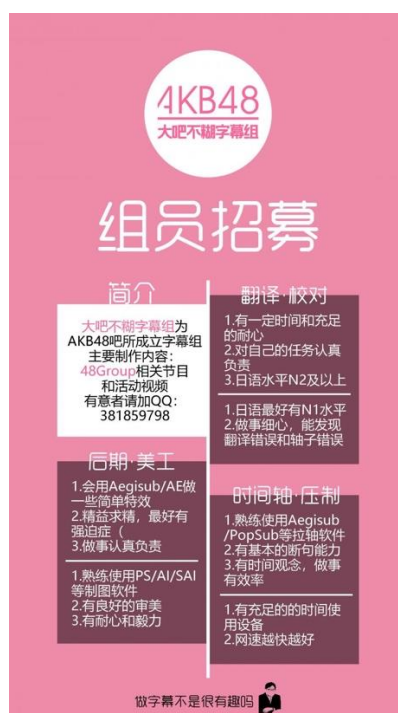 AKB48
大吧不糊字幕组
组员招募
简介
大吧不糊字幕组为
AKB48吧所成立字幕组
主要制作内容：
48Group相关节目
和活动视频
有意者请加QQ：
381859798
翻译·校对
1.有一定时间和充足
的耐心
2.对自己的任务认真
负责
3.日语水平N2及以上
1.日语最好有N1水平
2.做事细心，能发现
翻译错误和轴子错误
后期·美工
1.会用Aegisub/AE做
一些简单特效
2.精益求精，最好有
强迫症（
3.做事认真负责
1.熟练使用PS/AI/SAI
等制图软件
2.有良好的审美
3.有耐心和毅力
时间轴·压制
1.熟练使用Aegisub
/PopSub等拉轴软件
2.有基本的断句能力
3.有时间观念，做事
有效率
1.有充足的的时间使
用设备
2.网速越快越好
做字幕不是很有趣吗